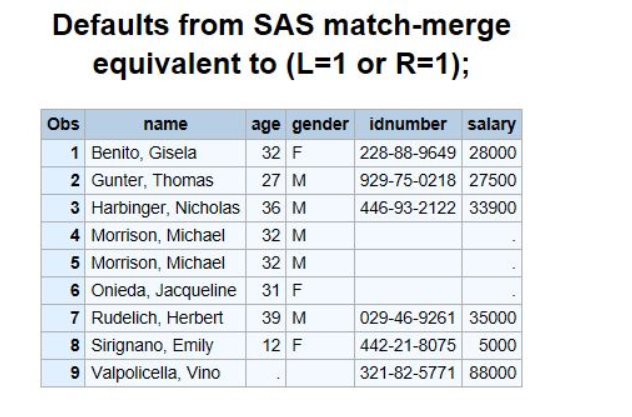 Defaults from SAS match-merge
equivalent to (L=1 or R=1);
Obs name age gender idnumber salary
1 Benito, Gisela 32 F 228-88-9649 28000
2 Gunter, Thomas 27 M 929-75-0218 27500
3 Harbinger, Nicholas 36 M 446-93-2122 33900
4 Morrison, Michael 32 M .
5 Morrison, Michael 32 M .
6 Onieda, Jacqueline 31 F .
7 Rudelich, Herbert 39 M 029-46-9261 35000
8 Sirignano, Emily 12 F 442-21-8075 5000
9 Valpolicella, Vino . 321-82-5771 88000